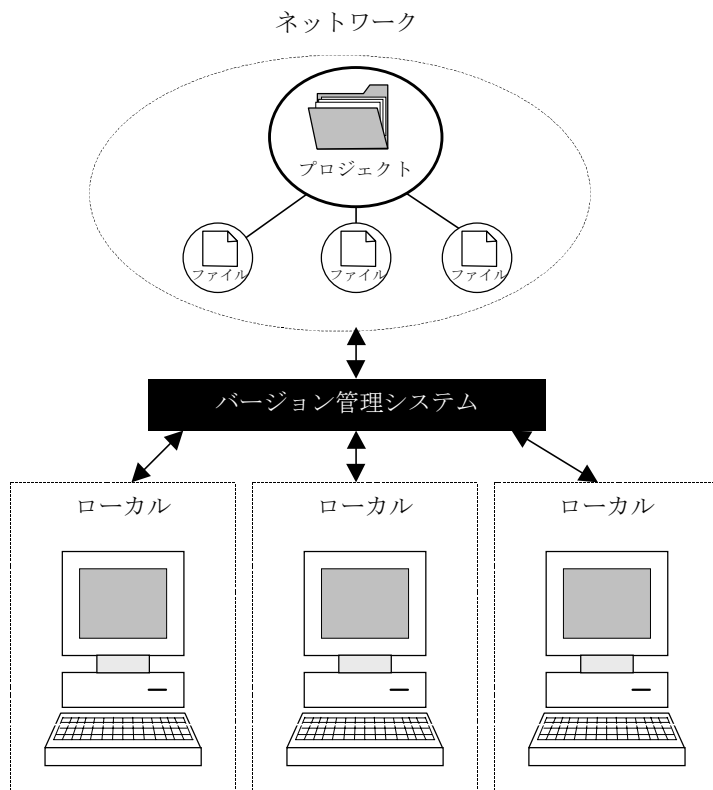 ネットワーク
プロジェクト
ファイル
ファイル
ファイル
バージョン管理システム
ローカル
ローカル
ローカル